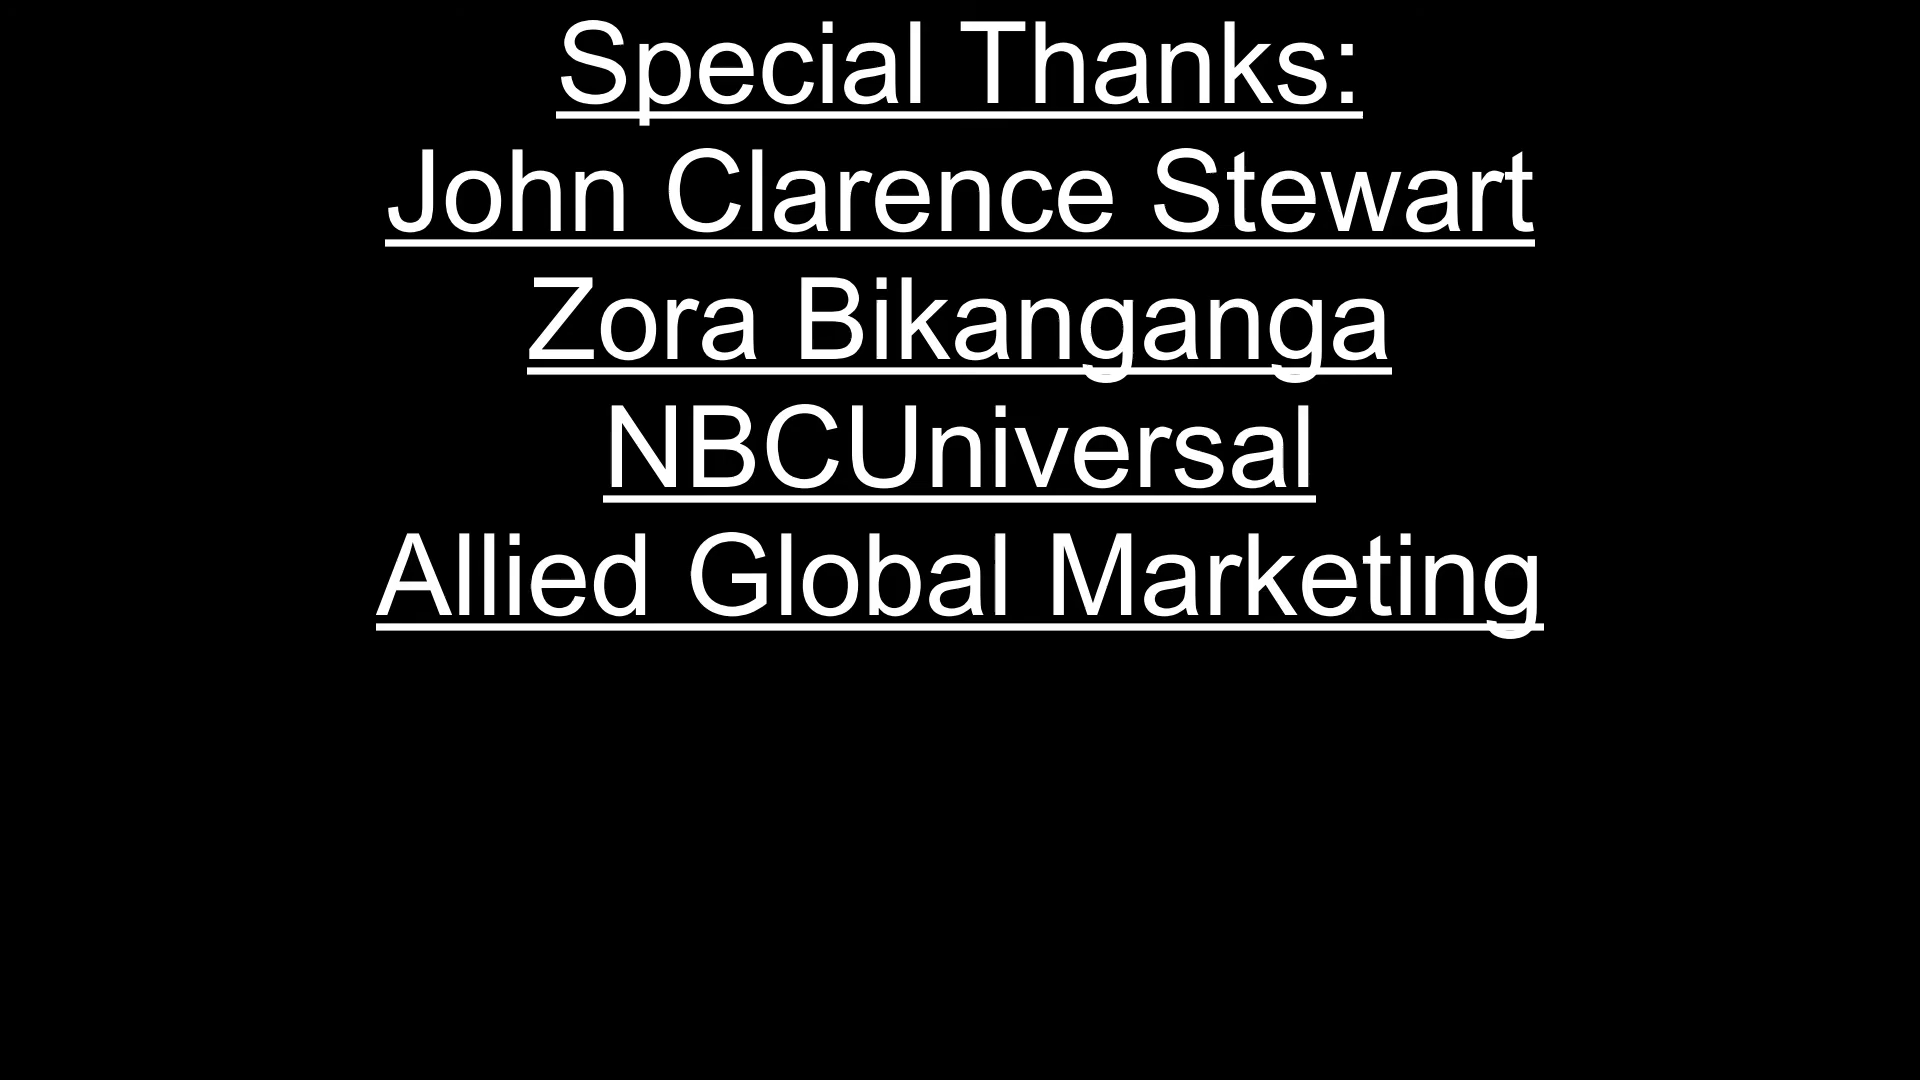 Special Thanks:
John Clarence Stewart
Zora Bikanganga
NBCUniversal
Allied Global Marketing